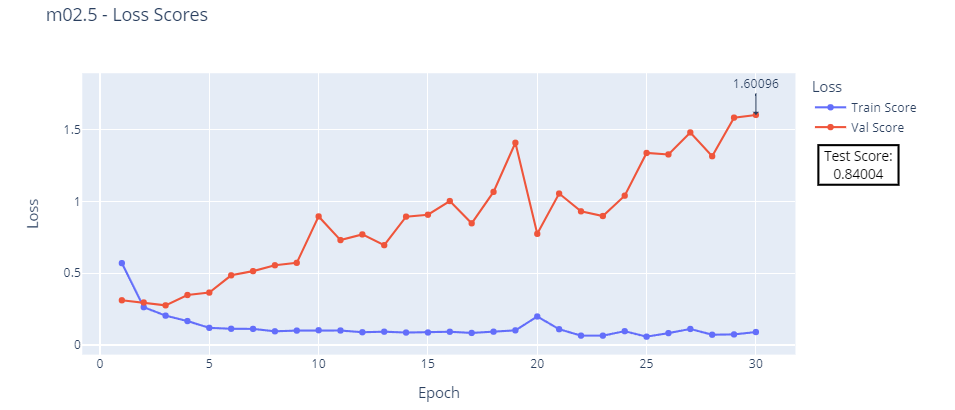 m02.5 - Loss Scores
1.60096
Loss
Train Score
Val Score
Test Score:
0.84004
Loss
1.5
1
0.5
0
0
5
10
15
20
25
30
Epoch